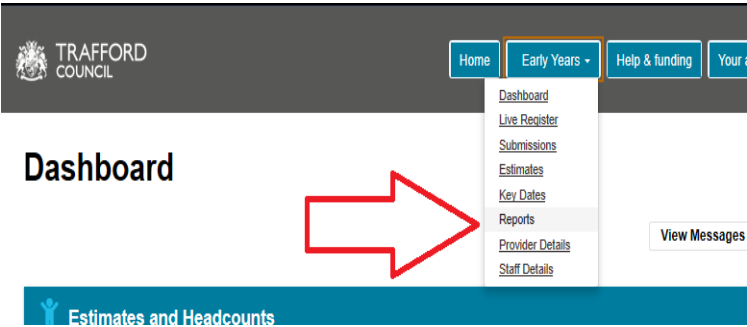 TRAFFORD
COUNCIL
Home
Early Years
Help & funding
Your
Dashboard
Live Register
Submissions
Estimates
Key Dates
Reports
Provider Details
Staff Details
Dashboard
View Messages
Estimates and Headcounts